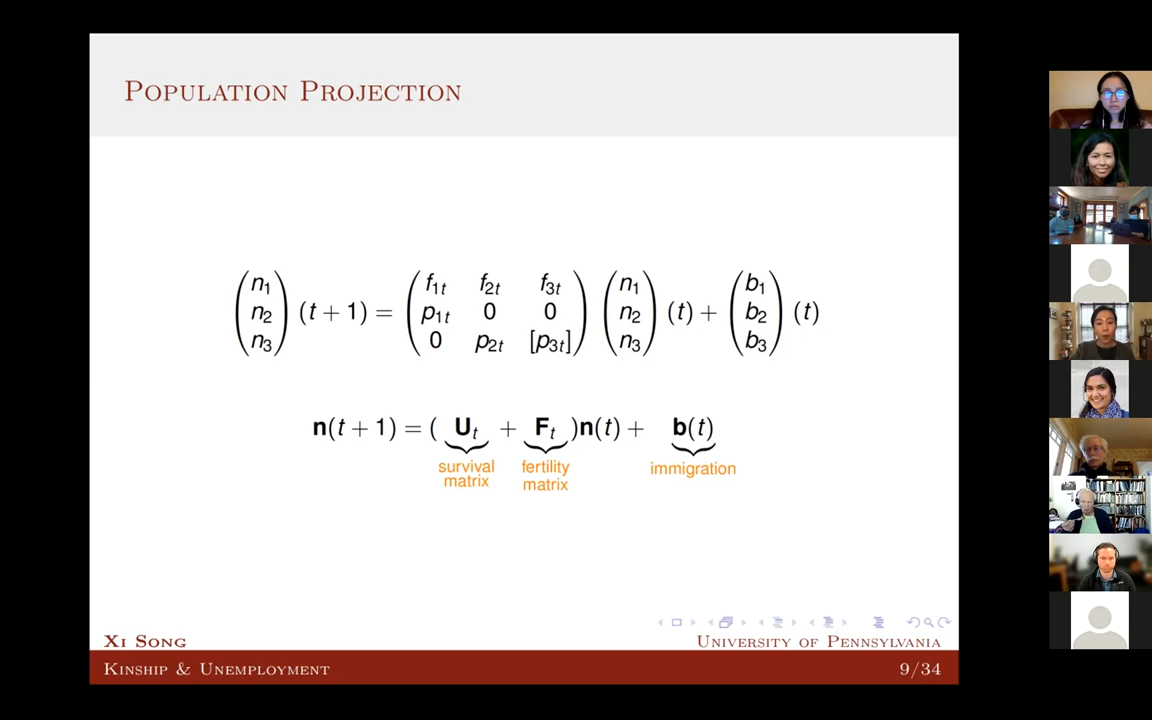 POPULATION PROJECTION
(n₁ n₂ n₃) (t + 1) = (f₁ₜ f₂ₜ f₃ₜ; p₁ₜ 0 0; 0 p₂ₜ [p₃ₜ]) (n₁ n₂ n₃) (t) + (b₁ b₂ b₃) (t)
n(t + 1) = ( Uₜ + Fₜ )n(t) + b(t)
survival matrix
fertility matrix
immigration
XI SONG
UNIVERSITY OF PENNSYLVANIA
KINSHIP & UNEMPLOYMENT
9/34